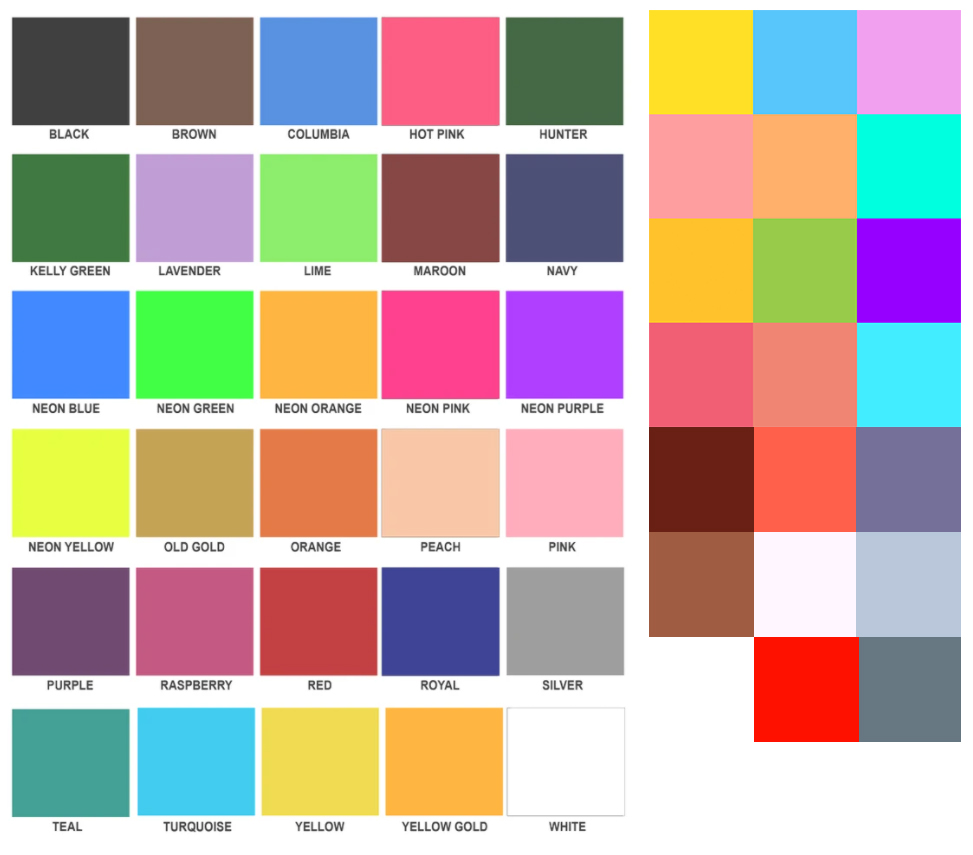 BLACK BROWN COLUMBIA HOT PINK HUNTER
KELLY GREEN LAVENDER LIME MAROON NAVY
NEON BLUE NEON GREEN NEON ORANGE NEON PINK NEON PURPLE
NEON YELLOW OLD GOLD ORANGE PEACH PINK
PURPLE RASPBERRY RED ROYAL SILVER
TEAL TURQUOISE YELLOW YELLOW GOLD WHITE